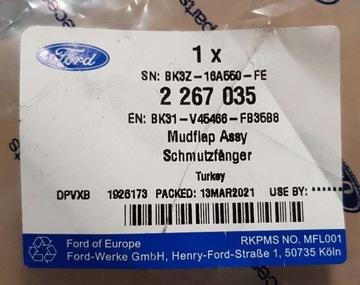 Ford
1 x
SN: BK3Z-16A550-FE
2 267 035
EN: BK31-V45466-FB35B8
Mudflap Assy
Schmutzfänger
Turkey
DPVXB 1926173 PACKED: 13MAR2021 USE BY: ******
Ford of Europe RKPMS NO. MFL001
Ford-Werke GmbH, Henry-Ford-Straße 1, 50735 Köln